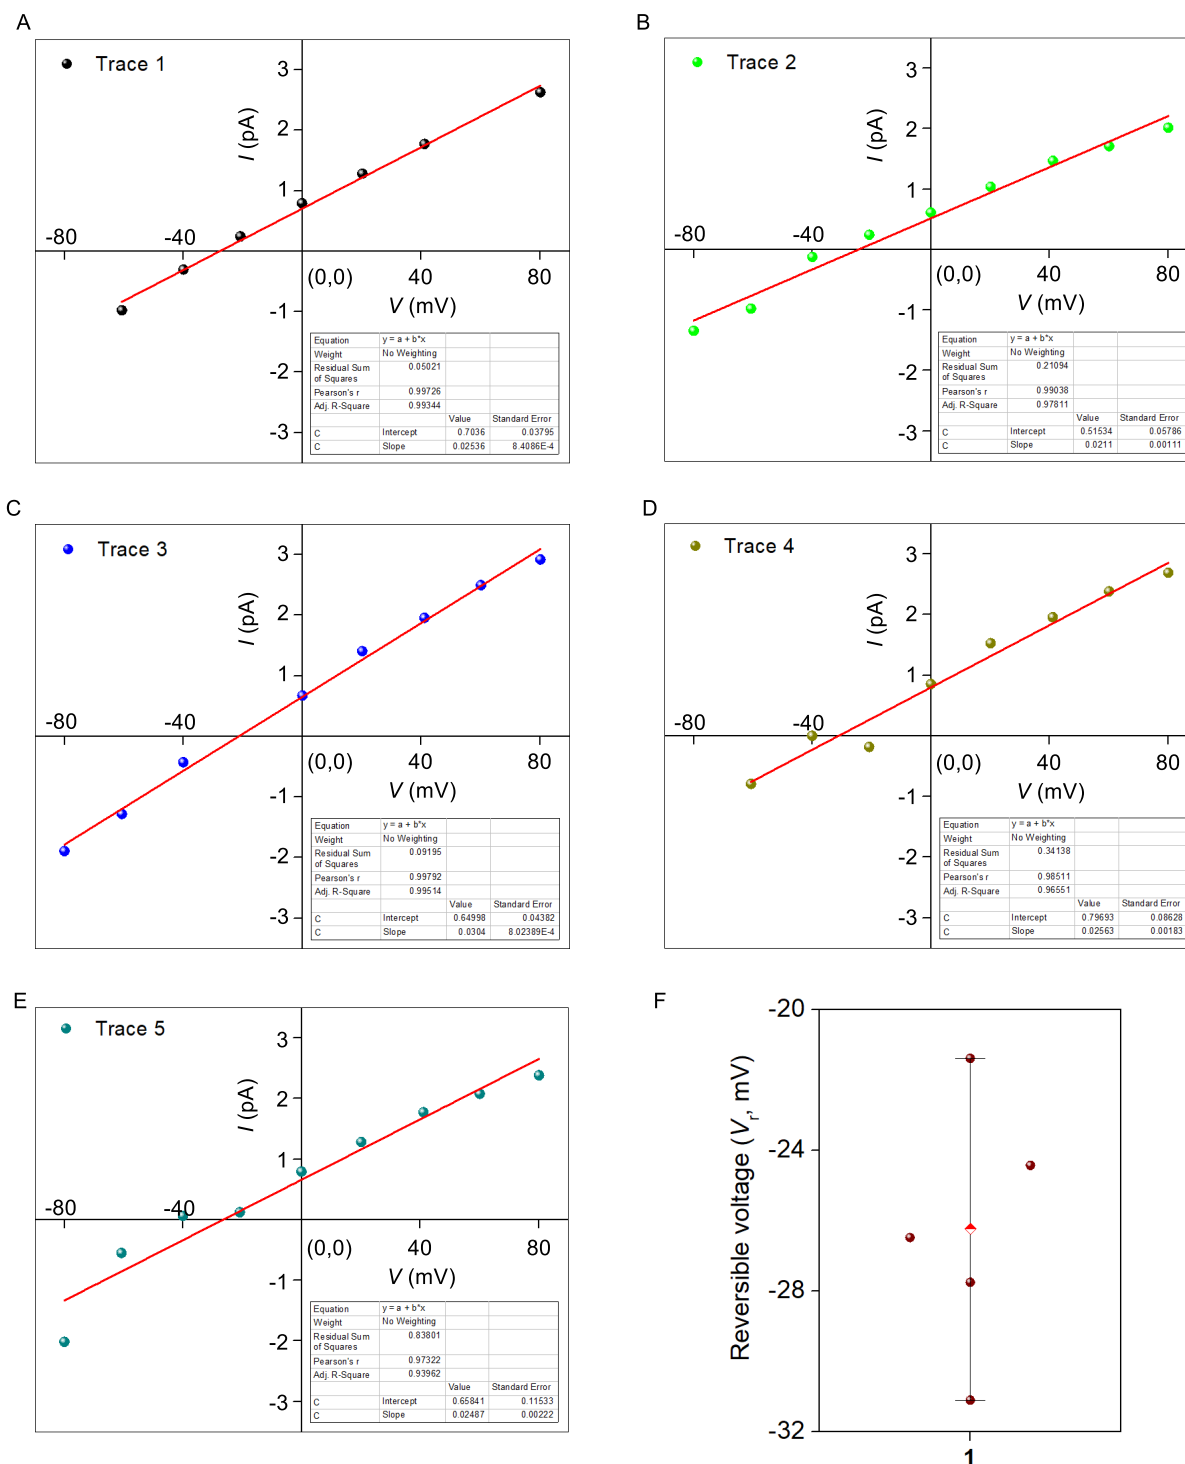 A
Trace 1
I (pA)
3
2
1
-80
-40
(0,0)
40
80
V (mV)
-1
-2
-3
Equation y = a + b*x
Weight No Weighting
Residual Sum of Squares 0.05021
Pearson's r 0.99726
Adj. R-Square 0.99344
Value Standard Error
C Intercept 0.7036 0.03795
C Slope 0.02536 8.4086E-4
B
Trace 2
I (pA)
3
2
1
-80
-40
(0,0)
40
80
V (mV)
-1
-2
-3
Equation y = a + b*x
Weight No Weighting
Residual Sum of Squares 0.21094
Pearson's r 0.99038
Adj. R-Square 0.97811
Value Standard Error
C Intercept 0.51534 0.05786
C Slope 0.0211 0.00111
C
Trace 3
I (pA)
3
2
1
-80
-40
(0,0)
40
80
V (mV)
-1
-2
-3
Equation y = a + b*x
Weight No Weighting
Residual Sum of Squares 0.09195
Pearson's r 0.99792
Adj. R-Square 0.99514
Value Standard Error
C Intercept 0.64998 0.04382
C Slope 0.0304 8.02389E-4
D
Trace 4
I (pA)
3
2
1
-80
-40
(0,0)
40
80
V (mV)
-1
-2
-3
Equation y = a + b*x
Weight No Weighting
Residual Sum of Squares 0.34138
Pearson's r 0.98511
Adj. R-Square 0.96551
Value Standard Error
C Intercept 0.79693 0.08628
C Slope 0.02563 0.00183
E
Trace 5
I (pA)
3
2
1
-80
-40
(0,0)
40
80
V (mV)
-1
-2
-3
Equation y = a + b*x
Weight No Weighting
Residual Sum of Squares 0.83801
Pearson's r 0.97322
Adj. R-Square 0.93962
Value Standard Error
C Intercept 0.65841 0.11533
C Slope 0.02487 0.00222
F
Reversible voltage (Vr, mV)
-20
-24
-28
-32
1